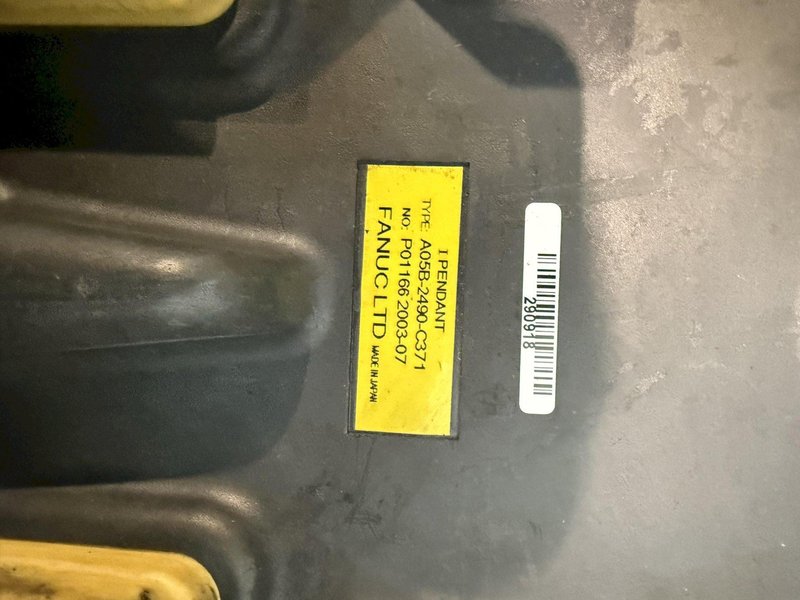 I PENDANT
TYPE: A05B-2490-C371
NO: P01166 2003-07
FANUC LTD MADE IN JAPAN
290918